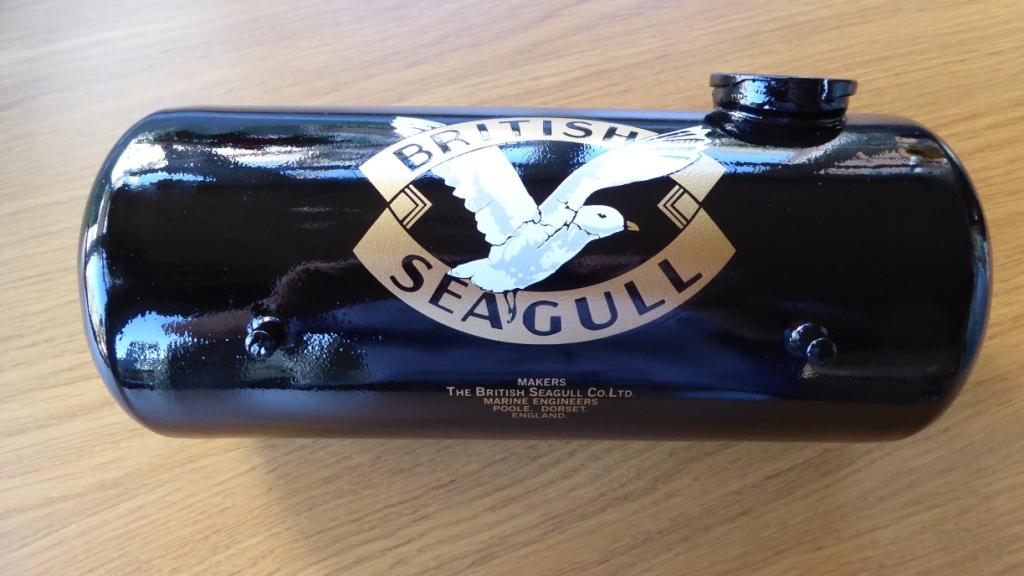 BRITISH
SEAGULL
MAKERS
THE BRITISH SEAGULL CO. LTD.
MARINE ENGINEERS
POOLE. DORSET.
ENGLAND.